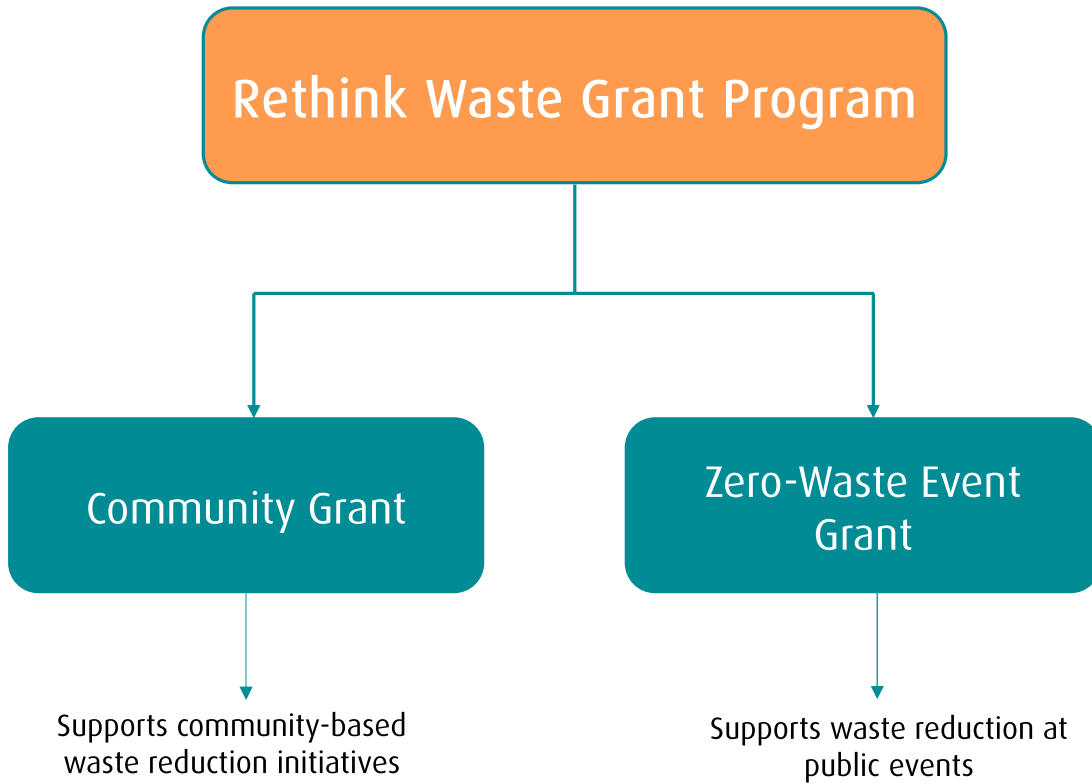 Rethink Waste Grant Program
Community Grant
Zero-Waste Event
Grant
Supports community-based
waste reduction initiatives
Supports waste reduction at
public events